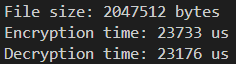 File size: 2047512 bytes
Encryption time: 23733 us
Decryption time: 23176 us